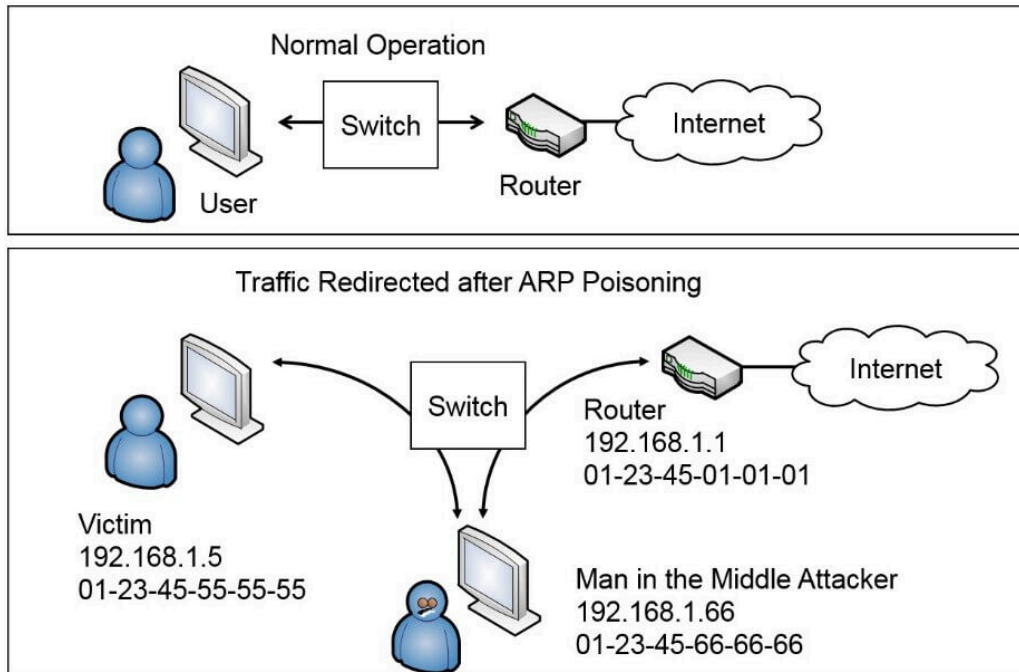 Normal Operation
Switch
Internet
Router
User
Traffic Redirected after ARP Poisoning
Switch
Internet
Router
192.168.1.1
01-23-45-01-01-01
Victim
192.168.1.5
01-23-45-55-55-55
Man in the Middle Attacker
192.168.1.66
01-23-45-66-66-66